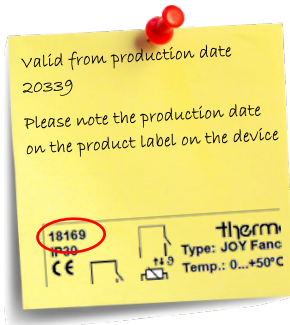 Valid from production date
20339
Please note the production date
on the product label on the device
18169
IP30
Type: JOY Fanc
Temp.: 0...+50°C
CE